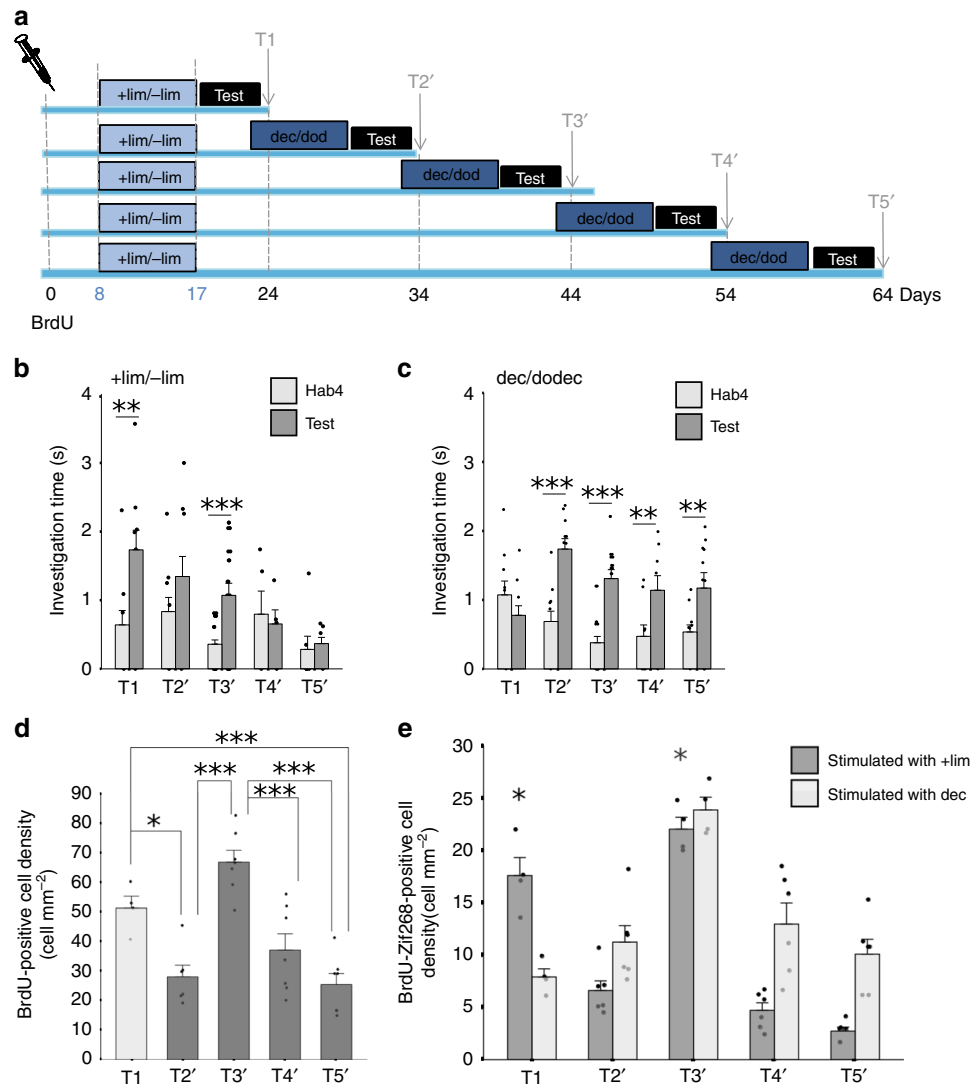 a
T1
T2′
T3′
T4′
T5′
+lim/–lim
Test
+lim/–lim
dec/dod
Test
+lim/–lim
dec/dod
Test
+lim/–lim
dec/dod
Test
+lim/–lim
dec/dod
Test
0
8
17
24
34
44
54
64 Days
BrdU
b
+lim/–lim
Hab4
Test
Investigation time (s)
4
3
2
1
0
**
***
T1
T2′
T3′
T4′
T5′
c
dec/dodec
Hab4
Test
Investigation time (s)
4
3
2
1
0
***
***
**
**
T1
T2′
T3′
T4′
T5′
d
BrdU-positive cell density
(cell mm⁻²)
90
80
70
60
50
40
30
20
10
0
***
***
***
***
*
T1
T2′
T3′
T4′
T5′
e
Stimulated with +lim
Stimulated with dec
BrdU-Zif268-positive cell
density(cell mm⁻²)
30
25
20
15
10
5
0
*
*
T1
T2′
T3′
T4′
T5′